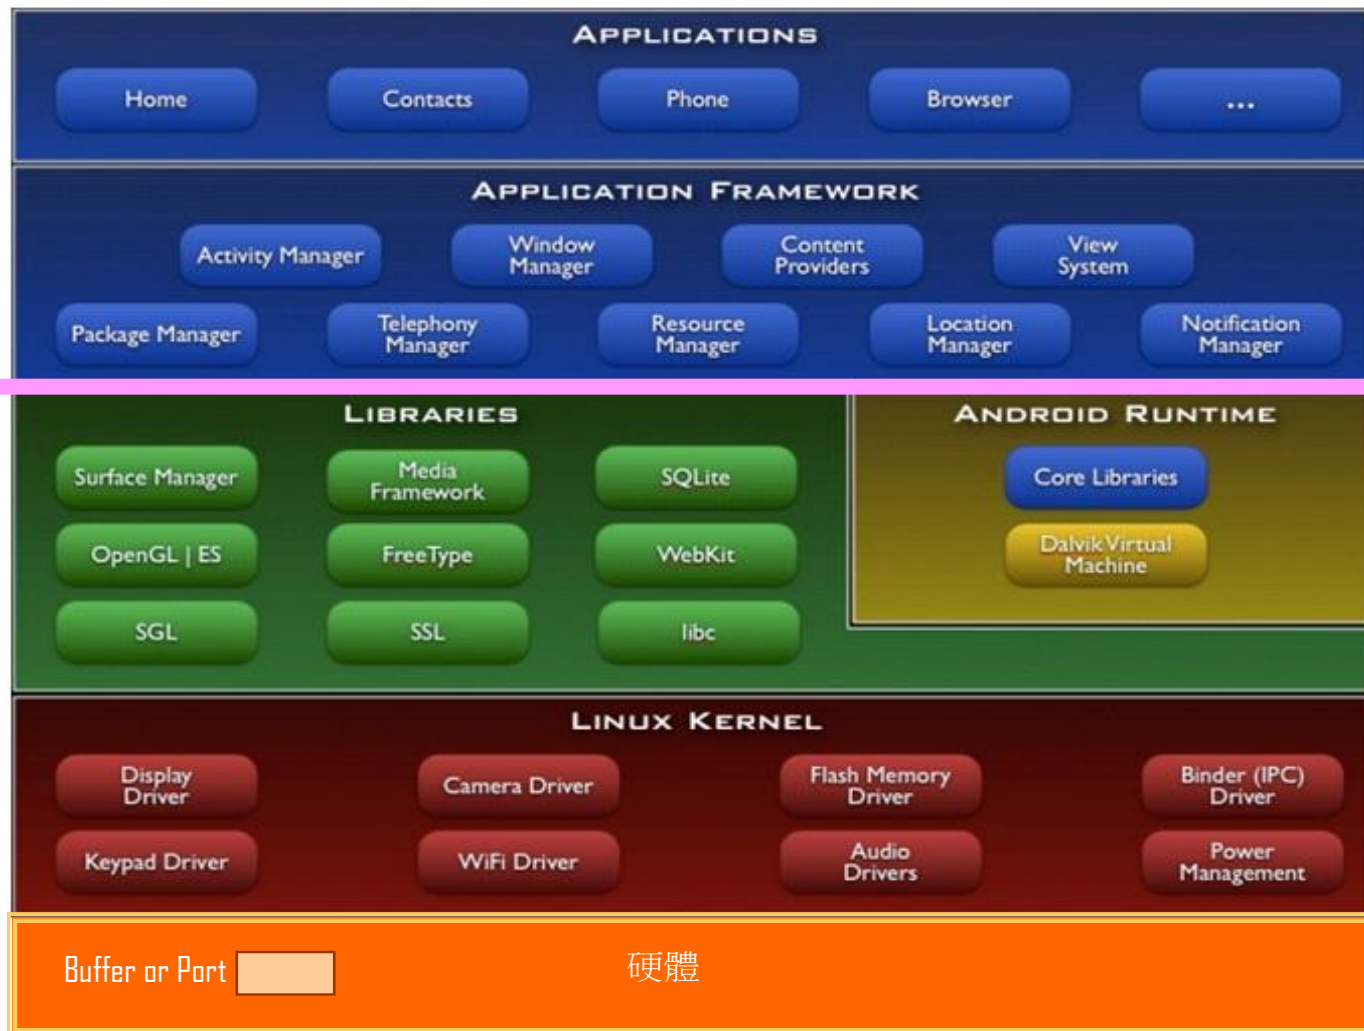 APPLICATIONS
Home Contacts Phone Browser ...
APPLICATION FRAMEWORK
Activity Manager Window Manager Content Providers View System
Package Manager Telephony Manager Resource Manager Location Manager Notification Manager
LIBRARIES
Surface Manager Media Framework SQLite
OpenGL | ES FreeType WebKit
SGL SSL libc
ANDROID RUNTIME
Core Libraries
Dalvik Virtual Machine
LINUX KERNEL
Display Driver Camera Driver Flash Memory Driver Binder (IPC) Driver
Keypad Driver WiFi Driver Audio Drivers Power Management
Buffer or Port 硬體